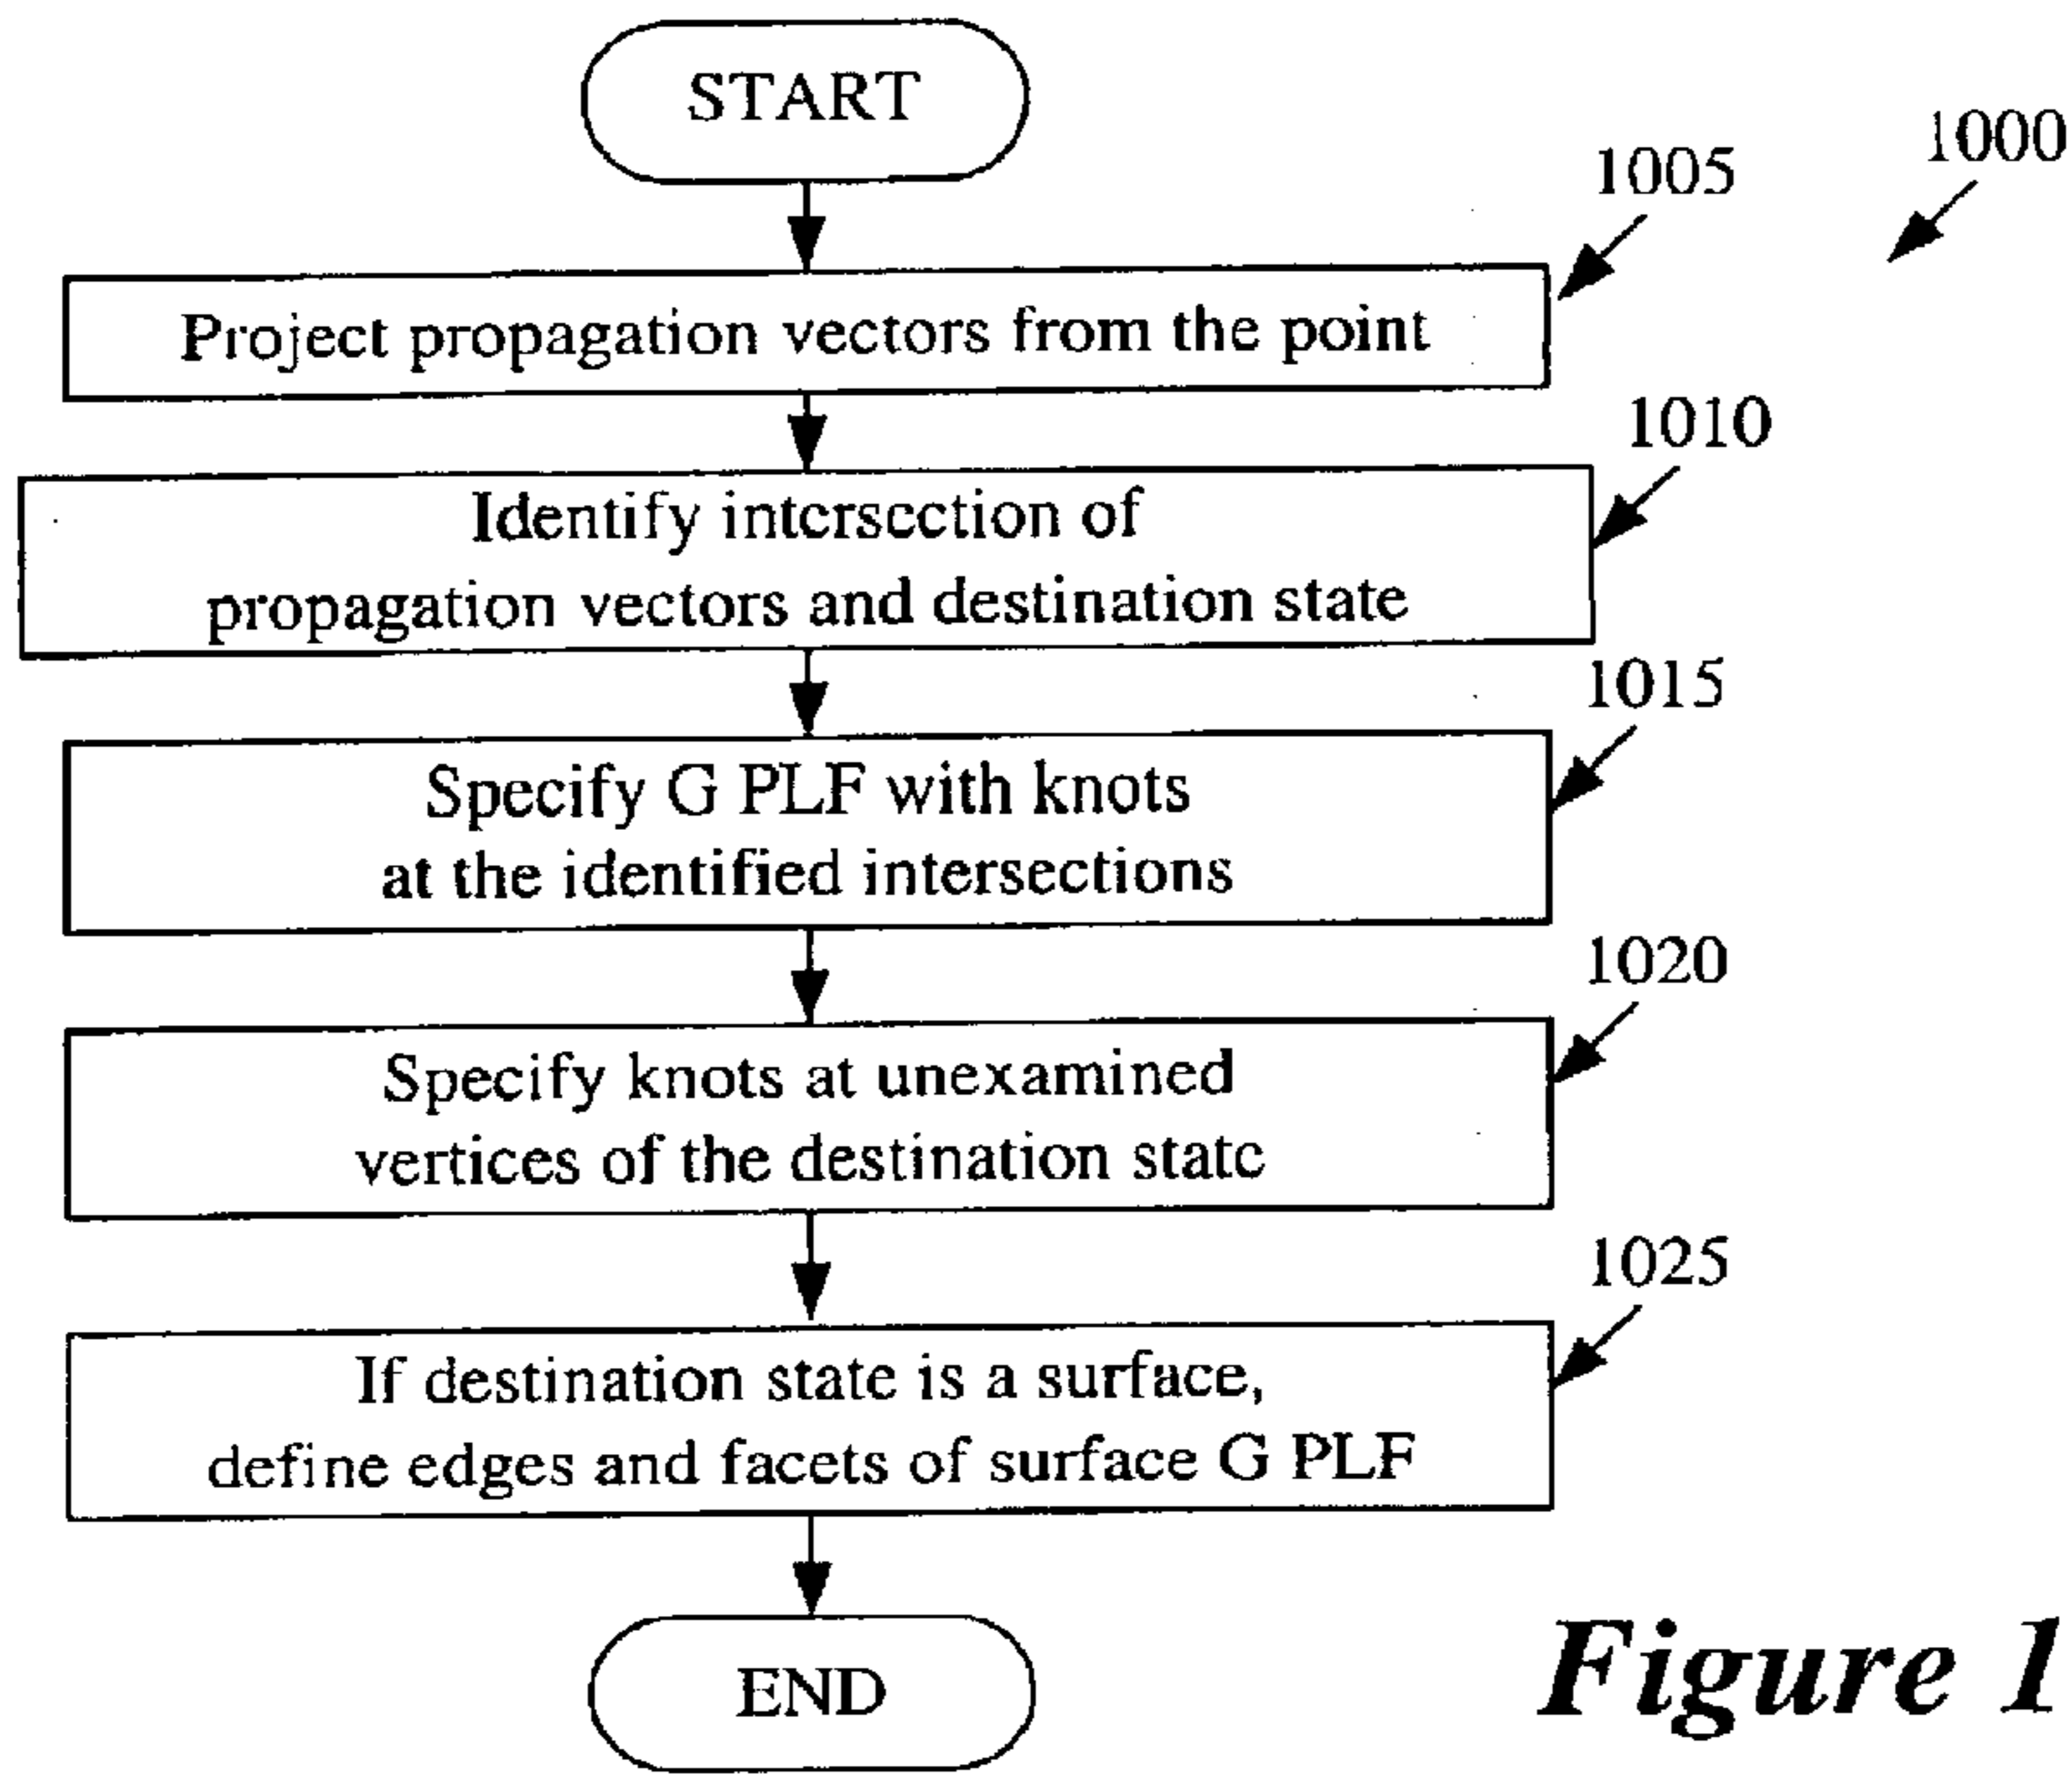 START
1000
1005
Project propagation vectors from the point
1010
Identify intersection of
propagation vectors and destination state
1015
Specify G PLF with knots
at the identified intersections
1020
Specify knots at unexamined
vertices of the destination state
1025
If destination state is a surface,
define edges and facets of surface G PLF
END
Figure 1